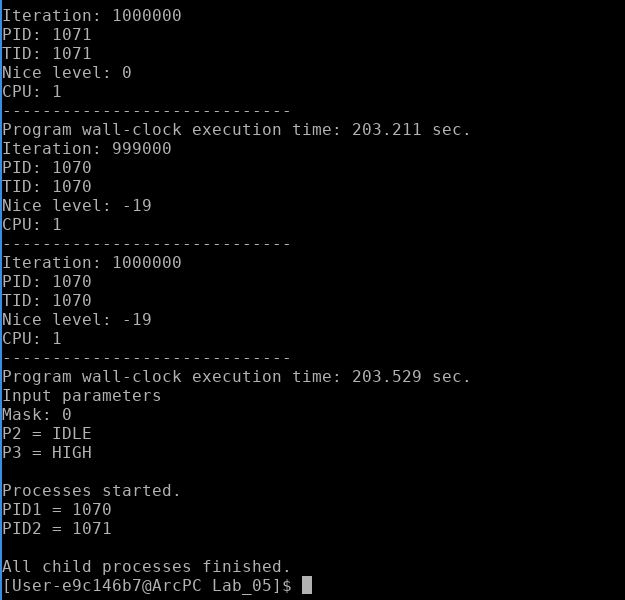 Iteration: 1000000
PID: 1071
TID: 1071
Nice level: 0
CPU: 1
-----------------------------
Program wall-clock execution time: 203.211 sec.
Iteration: 999000
PID: 1070
TID: 1070
Nice level: -19
CPU: 1
-----------------------------
Iteration: 1000000
PID: 1070
TID: 1070
Nice level: -19
CPU: 1
-----------------------------
Program wall-clock execution time: 203.529 sec.
Input parameters
Mask: 0
P2 = IDLE
P3 = HIGH

Processes started.
PID1 = 1070
PID2 = 1071

All child processes finished.
[User-e9c146b7@ArcPC Lab_05]$